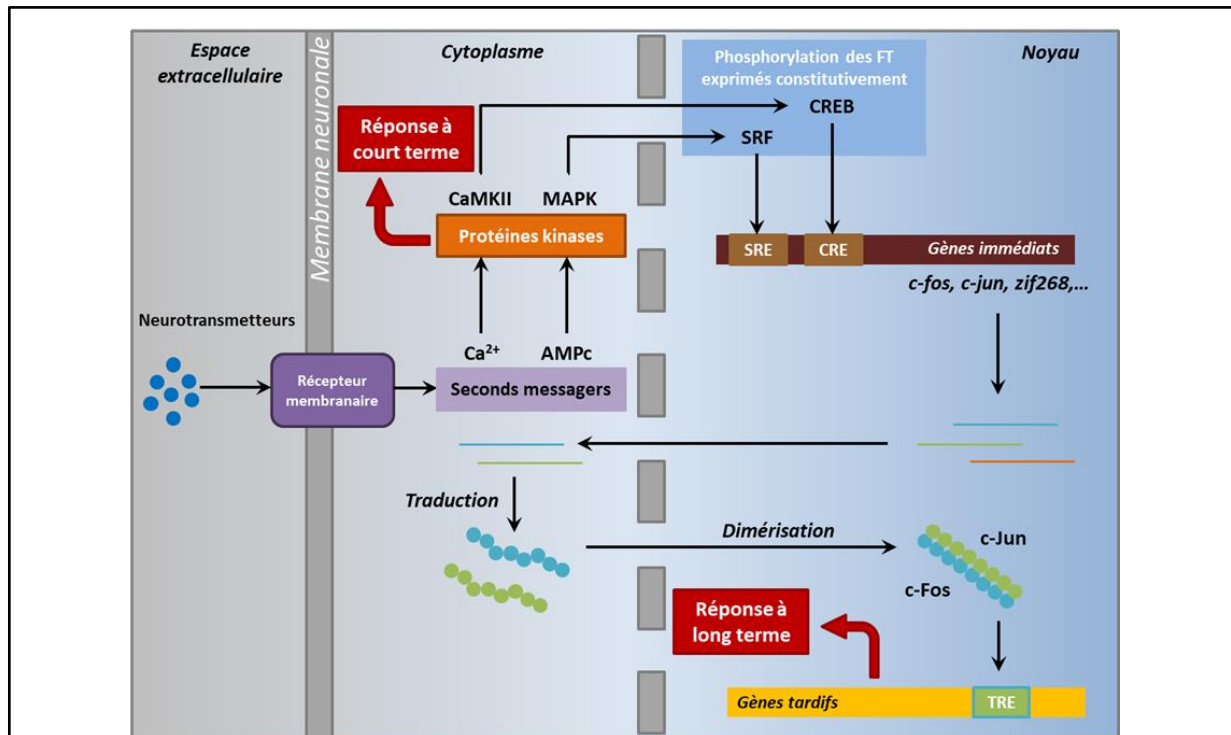 Espace
extracellulaire
Membrane neuronale
Cytoplasme
Phosphorylation des FT
exprimés constitutivement
Noyau
CREB
SRF
Réponse à
court terme
CaMKII
MAPK
Protéines kinases
SRE
CRE
Gènes immédiats
c-fos, c-jun, zif268,...
Neurotransmetteurs
Ca²⁺
AMPc
Récepteur
membranaire
Seconds messagers
Traduction
Dimérisation
c-Jun
c-Fos
Réponse à
long terme
Gènes tardifs
TRE